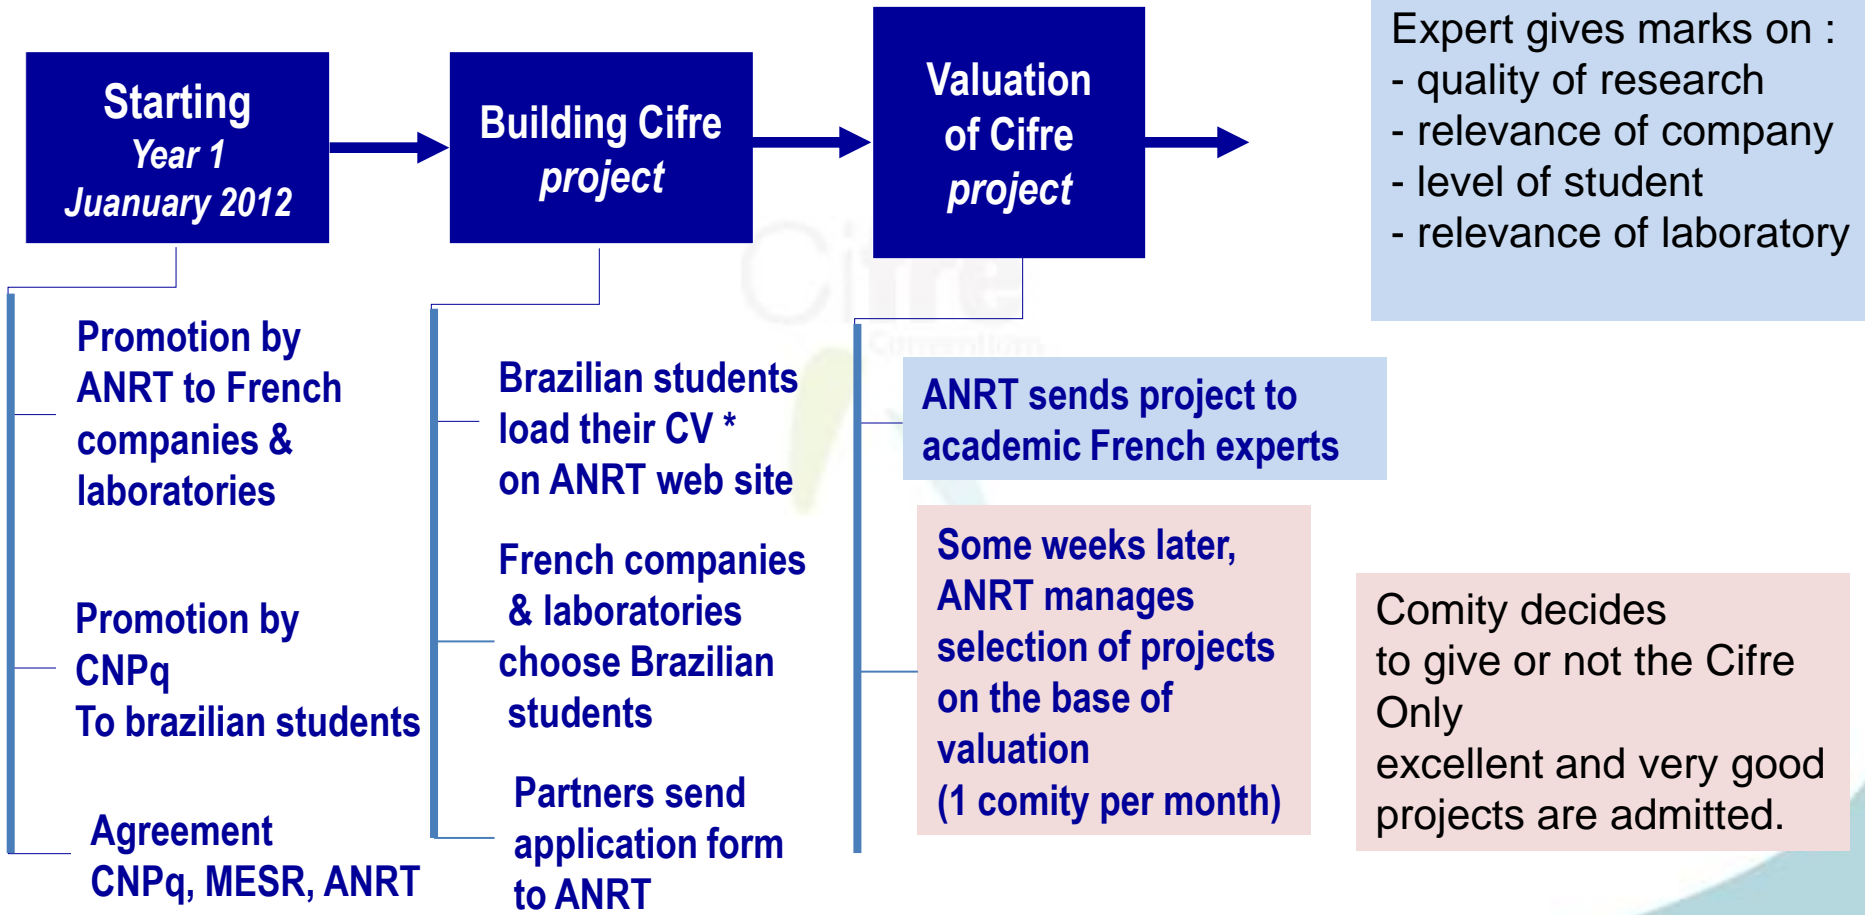 Starting
Year 1
Juanuary 2012
Promotion by
ANRT to French
companies &
laboratories
Promotion by
CNPq
To brazilian students
Agreement
CNPq, MESR, ANRT
Building Cifre
project
Brazilian students
load their CV *
on ANRT web site
French companies
& laboratories
choose Brazilian
students
Partners send
application form
to ANRT
Valuation
of Cifre
project
ANRT sends project to
academic French experts
Some weeks later,
ANRT manages
selection of projects
on the base of
valuation
(1 comity per month)
Expert gives marks on :
- quality of research
- relevance of company
- level of student
- relevance of laboratory
Comity decides
to give or not the Cifre
Only
excellent and very good
projects are admitted.
Cifre